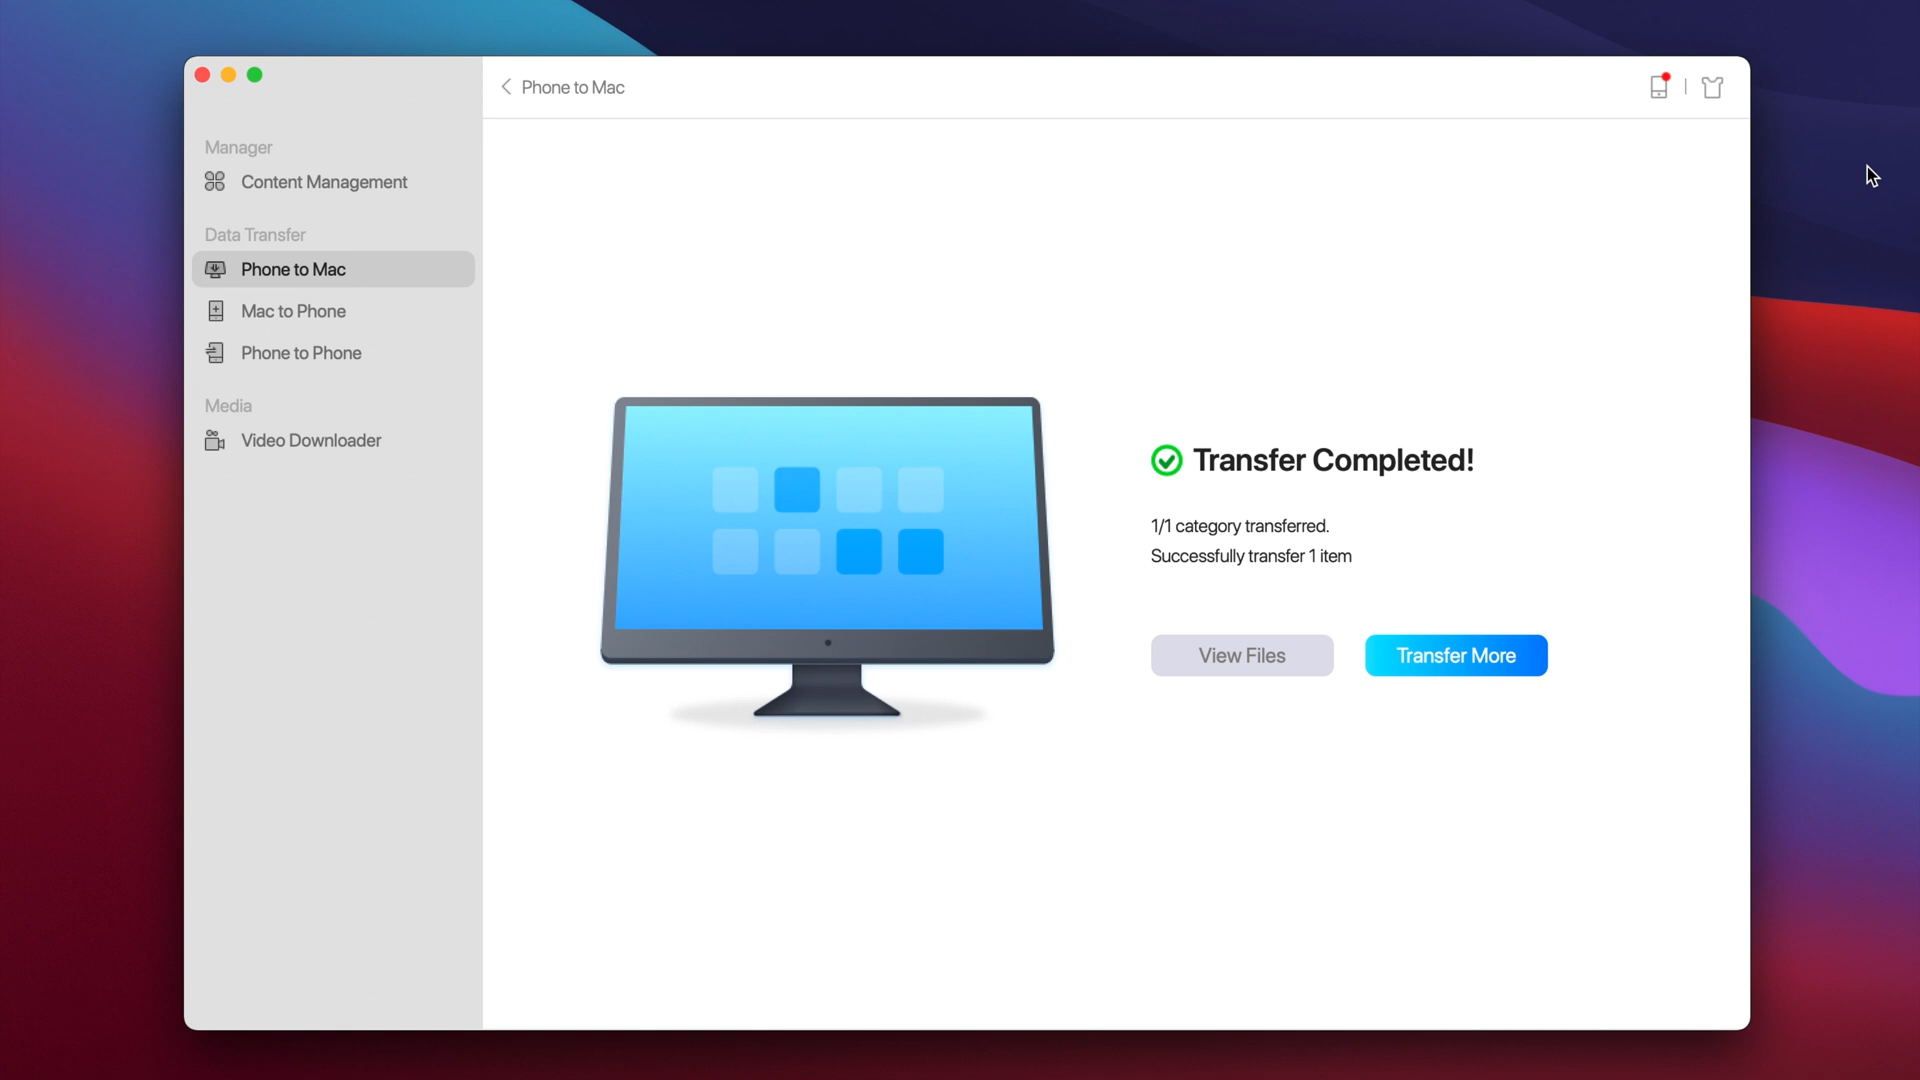 Phone to Mac
Manager
Content Management
Data Transfer
Phone to Mac
Mac to Phone
Phone to Phone
Media
Video Downloader
Transfer Completed!
1/1 category transferred.
Successfully transfer 1 item
View Files
Transfer More